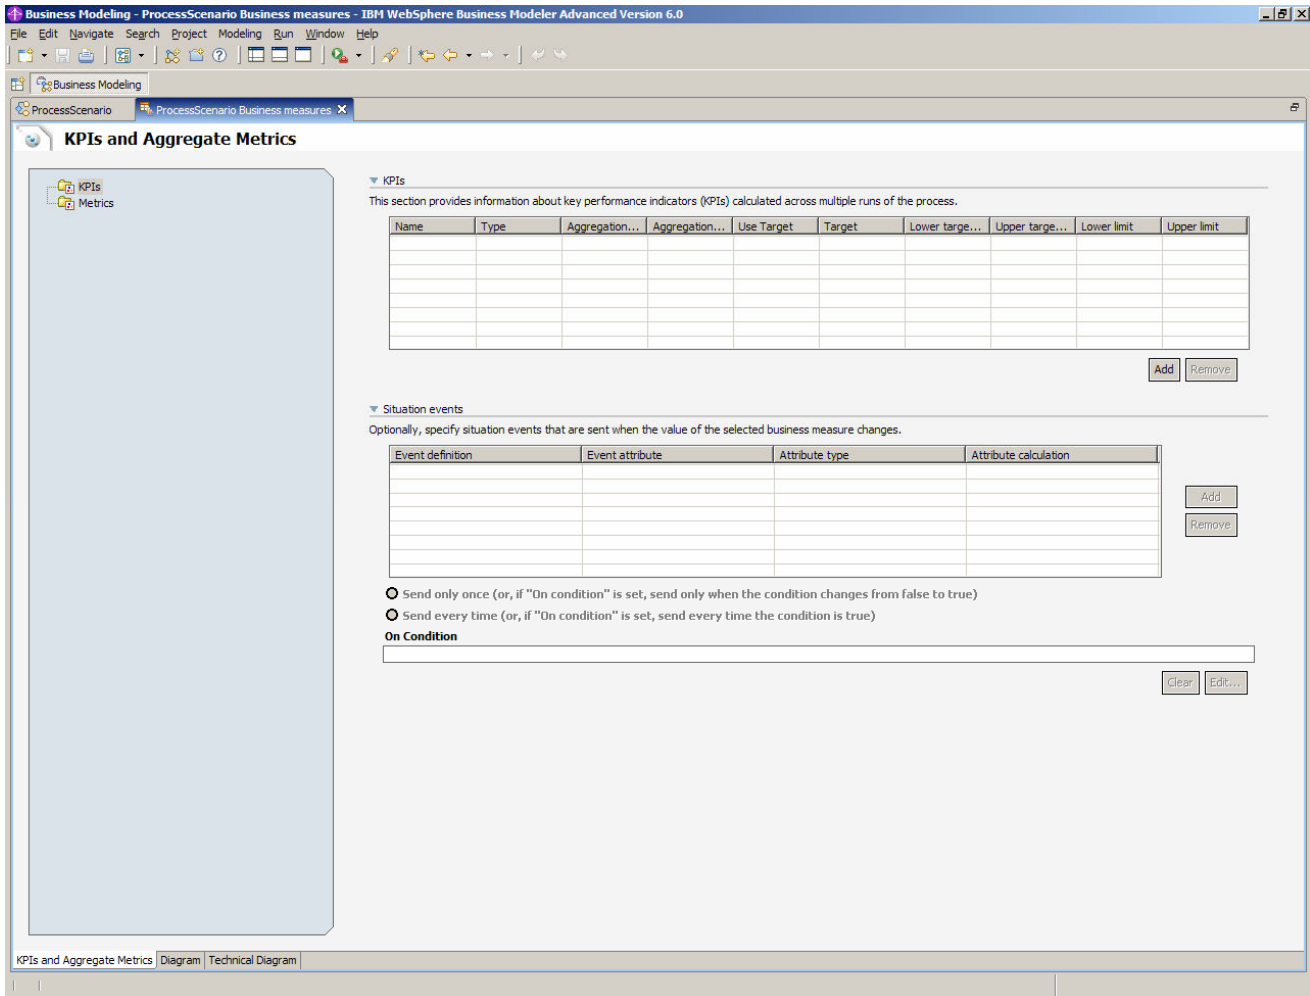 Business Modeling - ProcessScenario Business measures - IBM WebSphere Business Modeler Advanced Version 6.0
File Edit Navigate Search Project Modeling Run Window Help
Business Modeling
ProcessScenario ProcessScenario Business measures
KPIs and Aggregate Metrics
KPIs
Metrics
KPIs
This section provides information about key performance indicators (KPIs) calculated across multiple runs of the process.
Name Type Aggregation... Aggregation... Use Target Target Lower targe... Upper targe... Lower limit Upper limit
Add Remove
Situation events
Optionally, specify situation events that are sent when the value of the selected business measure changes.
Event definition Event attribute Attribute type Attribute calculation
Add
Remove
Send only once (or, if "On condition" is set, send only when the condition changes from false to true)
Send every time (or, if "On condition" is set, send every time the condition is true)
On Condition
Clear Edit...
KPIs and Aggregate Metrics Diagram Technical Diagram